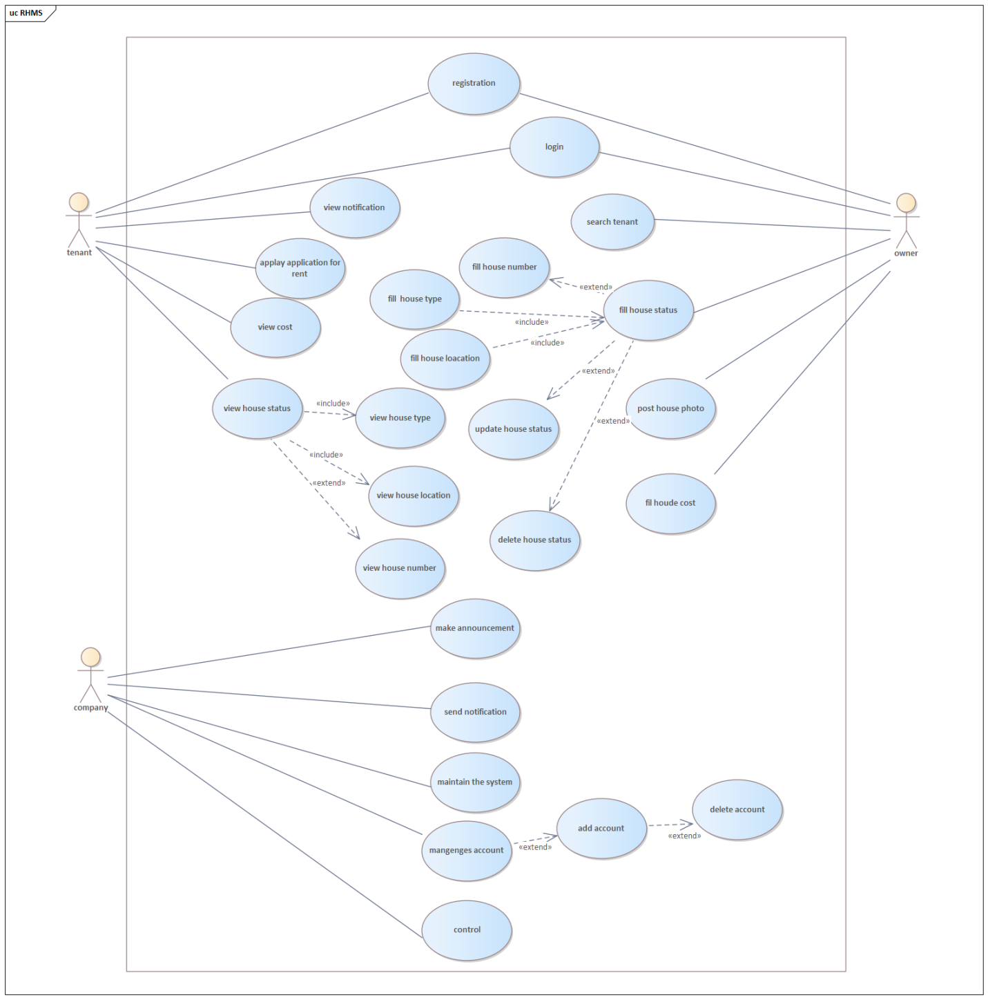 uc RHMS
registration
login
view notification
search tenant
tenant
owner
applay application for
rent
fill house number
«extend»
fill  house type
fill house status
«include»
view cost
«include»
fill house loacation
«extend»
view house status
«include»
view house type
post house photo
«extend»
update house status
«include»
«extend»
view house location
fil houde cost
delete house status
view house number
make announcement
company
send notification
maintain the system
delete account
add account
«extend»
mangenges account
«extend»
control